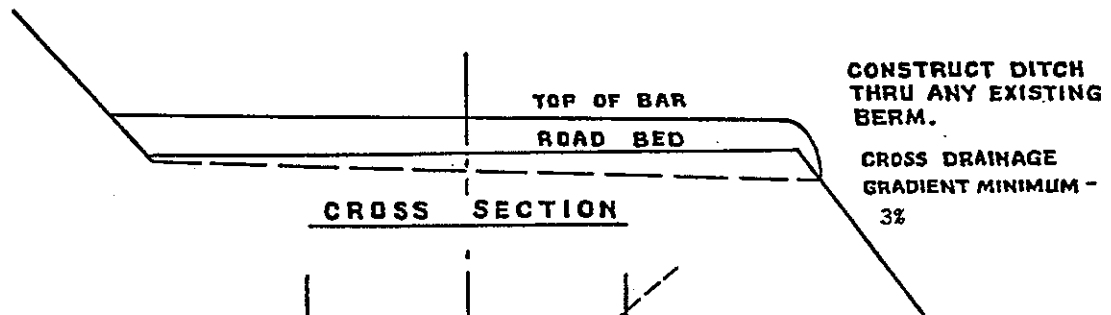 TOP OF BAR
ROAD BED
CROSS SECTION
CONSTRUCT DITCH
THRU ANY EXISTING
BERM.
CROSS DRAINAGE
GRADIENT MINIMUM -
3%